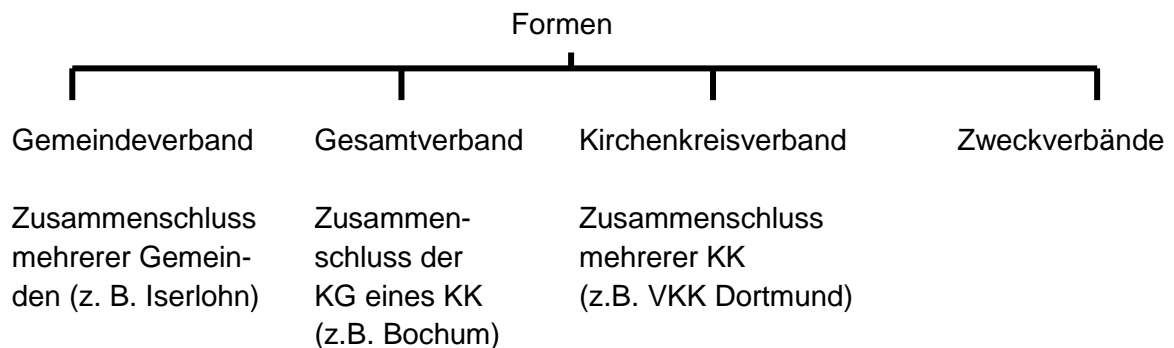 Formen
Gemeindeverband
Zusammenschluss
mehrerer Gemein-
den (z. B. Iserlohn)
Gesamtverband
Zusammen-
schluss der
KG eines KK
(z.B. Bochum)
Kirchenkreisverband
Zusammenschluss
mehrerer KK
(z.B. VKK Dortmund)
Zweckverbände